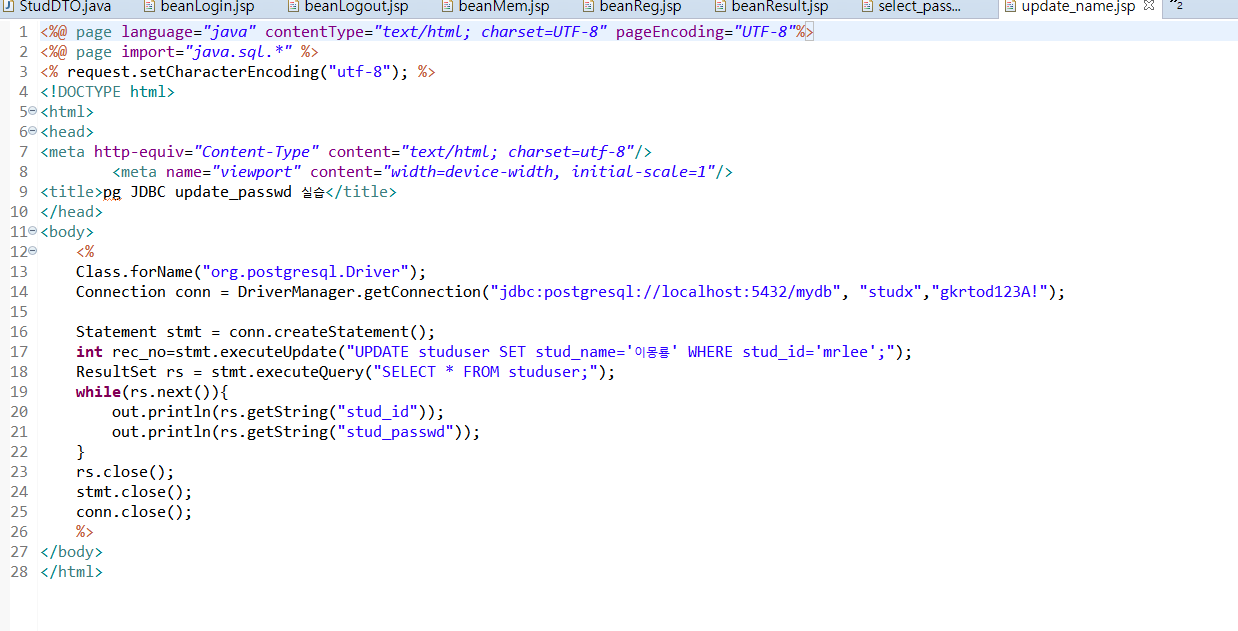 StudDTO.java beanLogin.jsp beanLogout.jsp beanMem.jsp beanReg.jsp beanResult.jsp select_pass... update_name.jsp "2
1 <%@ page language="java" contentType="text/html; charset=UTF-8" pageEncoding="UTF-8"%>
2 <%@ page import="java.sql.*" %>
3 <% request.setCharacterEncoding("utf-8"); %>
4 <!DOCTYPE html>
5 <html>
6 <head>
7 <meta http-equiv="Content-Type" content="text/html; charset=utf-8"/>
8 <meta name="viewport" content="width=device-width, initial-scale=1"/>
9 <title>pg JDBC update_passwd 실습</title>
10 </head>
11 <body>
12 <%
13 Class.forName("org.postgresql.Driver");
14 Connection conn = DriverManager.getConnection("jdbc:postgresql://localhost:5432/mydb", "studx","gkrtod123A!");
15
16 Statement stmt = conn.createStatement();
17 int rec_no=stmt.executeUpdate("UPDATE studuser SET stud_name='이몽룡' WHERE stud_id='mrlee';");
18 ResultSet rs = stmt.executeQuery("SELECT * FROM studuser;");
19 while(rs.next()){
20 out.println(rs.getString("stud_id"));
21 out.println(rs.getString("stud_passwd"));
22 }
23 rs.close();
24 stmt.close();
25 conn.close();
26 %>
27 </body>
28 </html>